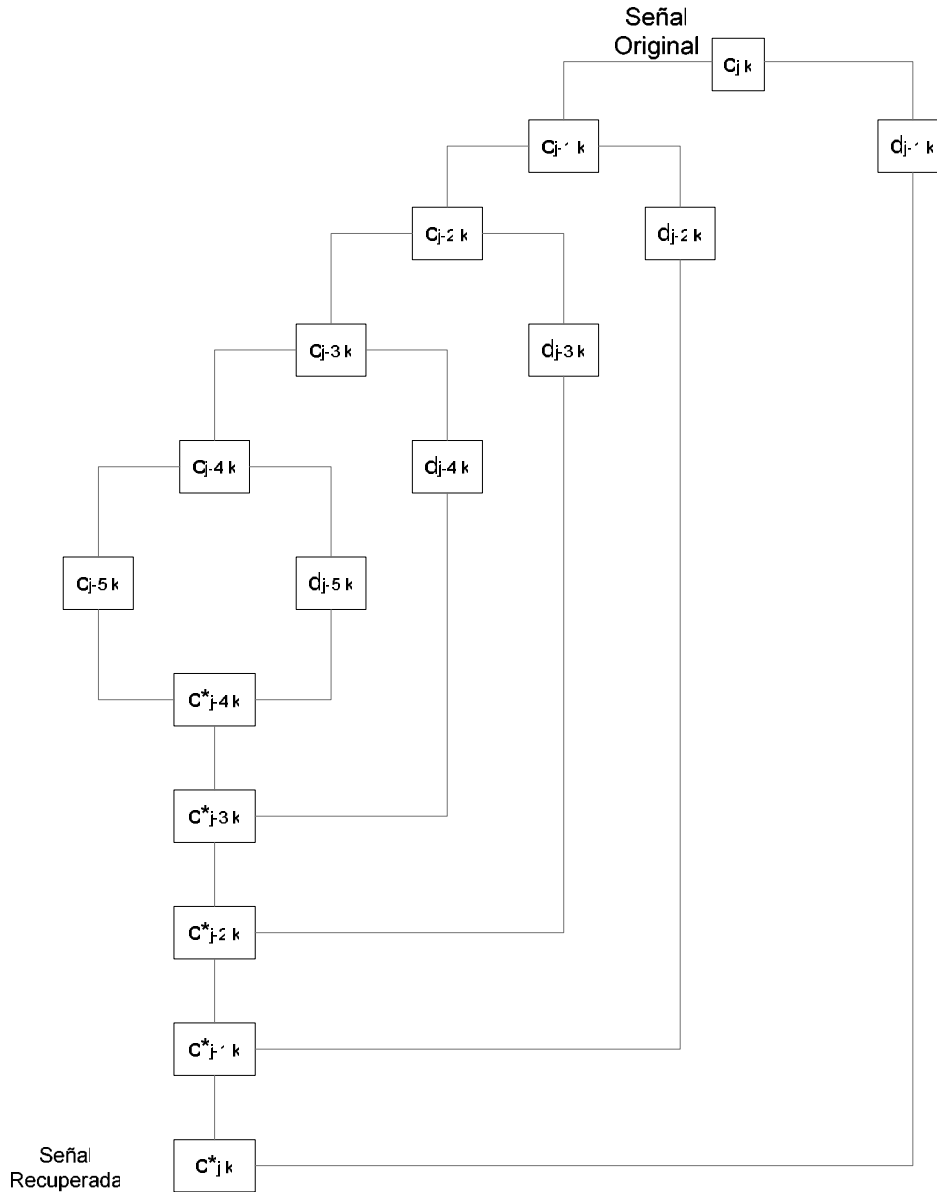 Señal
Original
cj k
cj-1 k
dj-1 k
cj-2 k
dj-2 k
cj-3 k
dj-3 k
cj-4 k
dj-4 k
cj-5 k
dj-5 k
c*j-4 k
c*j-3 k
c*j-2 k
c*j-1 k
Señal
Recuperada
c*j k